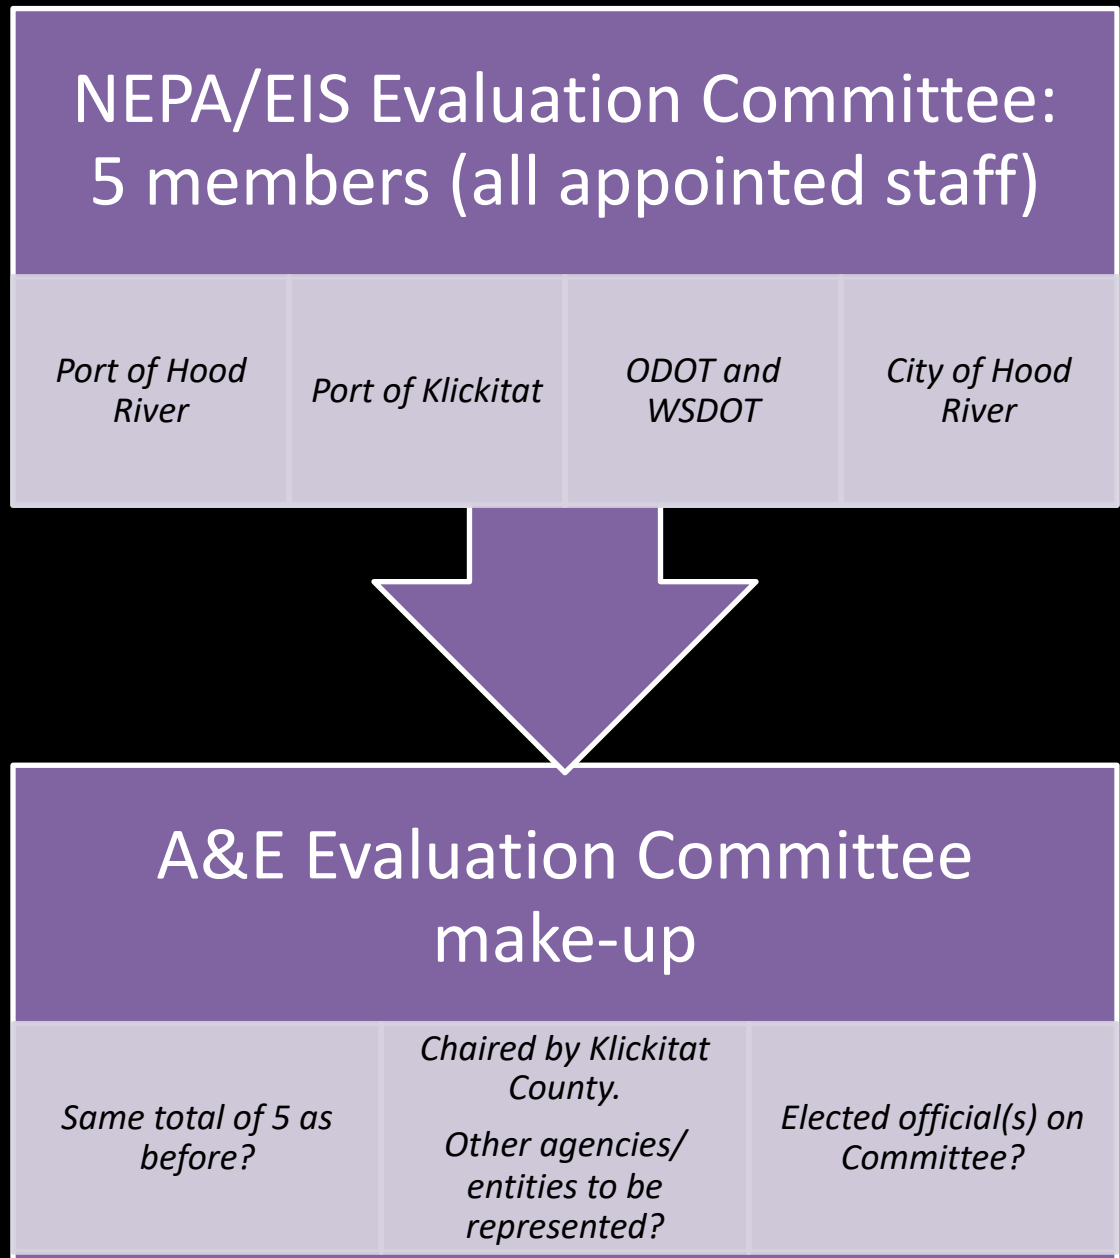 NEPA/EIS Evaluation Committee:
5 members (all appointed staff)
Port of Hood
River
Port of Klickitat
ODOT and
WSDOT
City of Hood
River
A&E Evaluation Committee
make-up
Same total of 5 as
before?
Chaired by Klickitat
County.
Other agencies/
entities to be
represented?
Elected official(s) on
Committee?